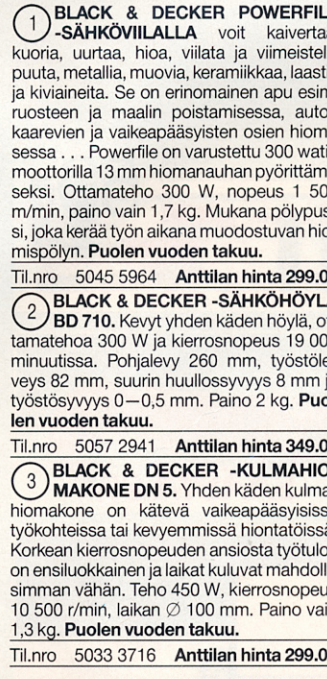 1 BLACK & DECKER POWERFIL
-SÄHKÖVIILALLA voit kaiverta
kuoria, uurtaa, hioa, viilata ja viimeistel
puuta, metallia, muovia, keramiikkaa, laast
ja kiviaineita. Se on erinomainen apu esim
ruosteen ja maalin poistamisessa, auto
kaarevien ja vaikeapääsyisten osien hiom
sessa . . . Powerfile on varustettu 300 wati
moottorilla 13 mm hiomanauhan pyörittäm
seksi. Ottamateho 300 W, nopeus 1 50
m/min, paino vain 1,7 kg. Mukana pölypus
si, joka kerää työn aikana muodostuvan hio
mispölyn. Puolen vuoden takuu.
Til.nro 5045 5964 Anttilan hinta 299.0
2 BLACK & DECKER -SÄHKÖHÖYL
BD 710. Kevyt yhden käden höylä, ot
tamatehoa 300 W ja kierrosnopeus 19 00
minuutissa. Pohjalevy 260 mm, työstöle
veys 82 mm, suurin huullossyvyys 8 mm j
työstösyvyys 0—0,5 mm. Paino 2 kg. Puo
len vuoden takuu.
Til.nro 5057 2941 Anttilan hinta 349.0
3 BLACK & DECKER -KULMAHIO
MAKONE DN 5. Yhden käden kulma
hiomakone on kätevä vaikeapääsyisiss
työkohteissa tai kevyemmissä hiontatöissä
Korkean kierrosnopeuden ansiosta työtulo
on ensiluokkainen ja laikat kuluvat mahdoll
simman vähän. Teho 450 W, kierrosnopeu
10 500 r/min, laikan ∅ 100 mm. Paino vai
1,3 kg. Puolen vuoden takuu.
Til.nro 5033 3716 Anttilan hinta 299.0